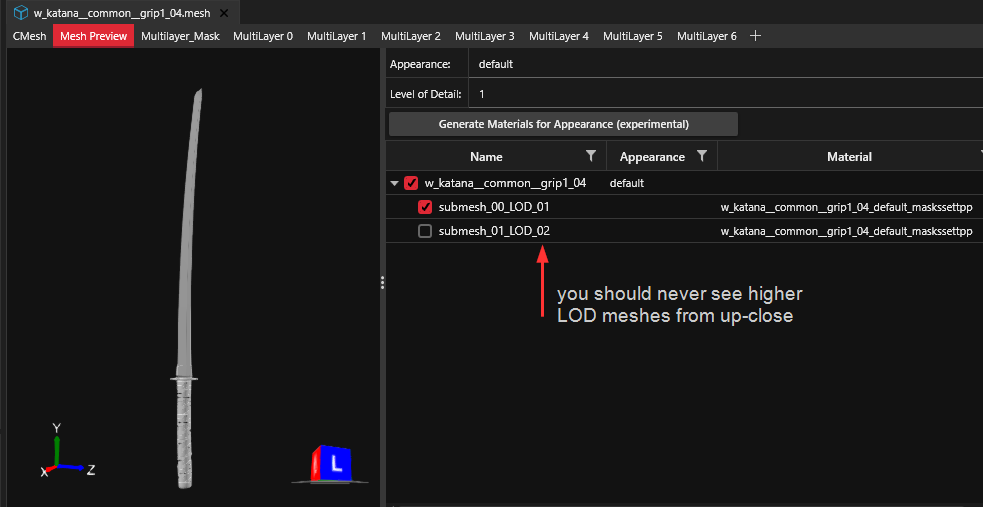 w_katana__common__grip1_04.mesh
CMesh Mesh Preview Multilayer_Mask MultiLayer 0 MultiLayer 1 MultiLayer 2 MultiLayer 3 MultiLayer 4 MultiLayer 5 MultiLayer 6
Appearance: default
Level of Detail: 1
Generate Materials for Appearance (experimental)
Name Appearance Material
w_katana__common__grip1_04 default
submesh_00_LOD_01 w_katana__common__grip1_04_default_maskssettpp
submesh_01_LOD_02 w_katana__common__grip1_04_default_maskssettpp
you should never see higher
LOD meshes from up-close
Y
X Z
L